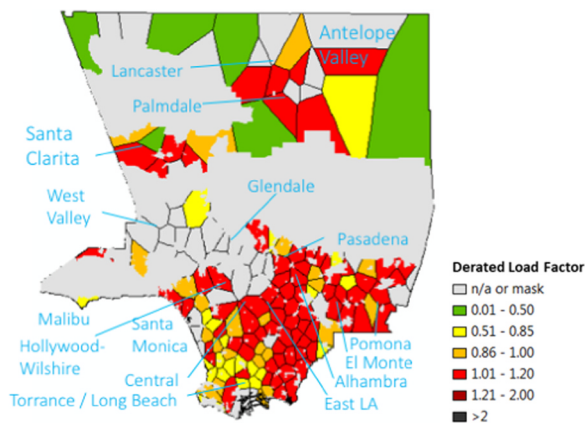 Antelope
Valley
Lancaster
Palmdale
Santa
Clarita
West
Valley
Glendale
Pasadena
Malibu
Hollywood-
Wilshire
Santa
Monica
Central
Torrance / Long Beach
Pomona
El Monte
Alhambra
East LA
Derated Load Factor
n/a or mask
0.01 - 0.50
0.51 - 0.85
0.86 - 1.00
1.01 - 1.20
1.21 - 2.00
>2